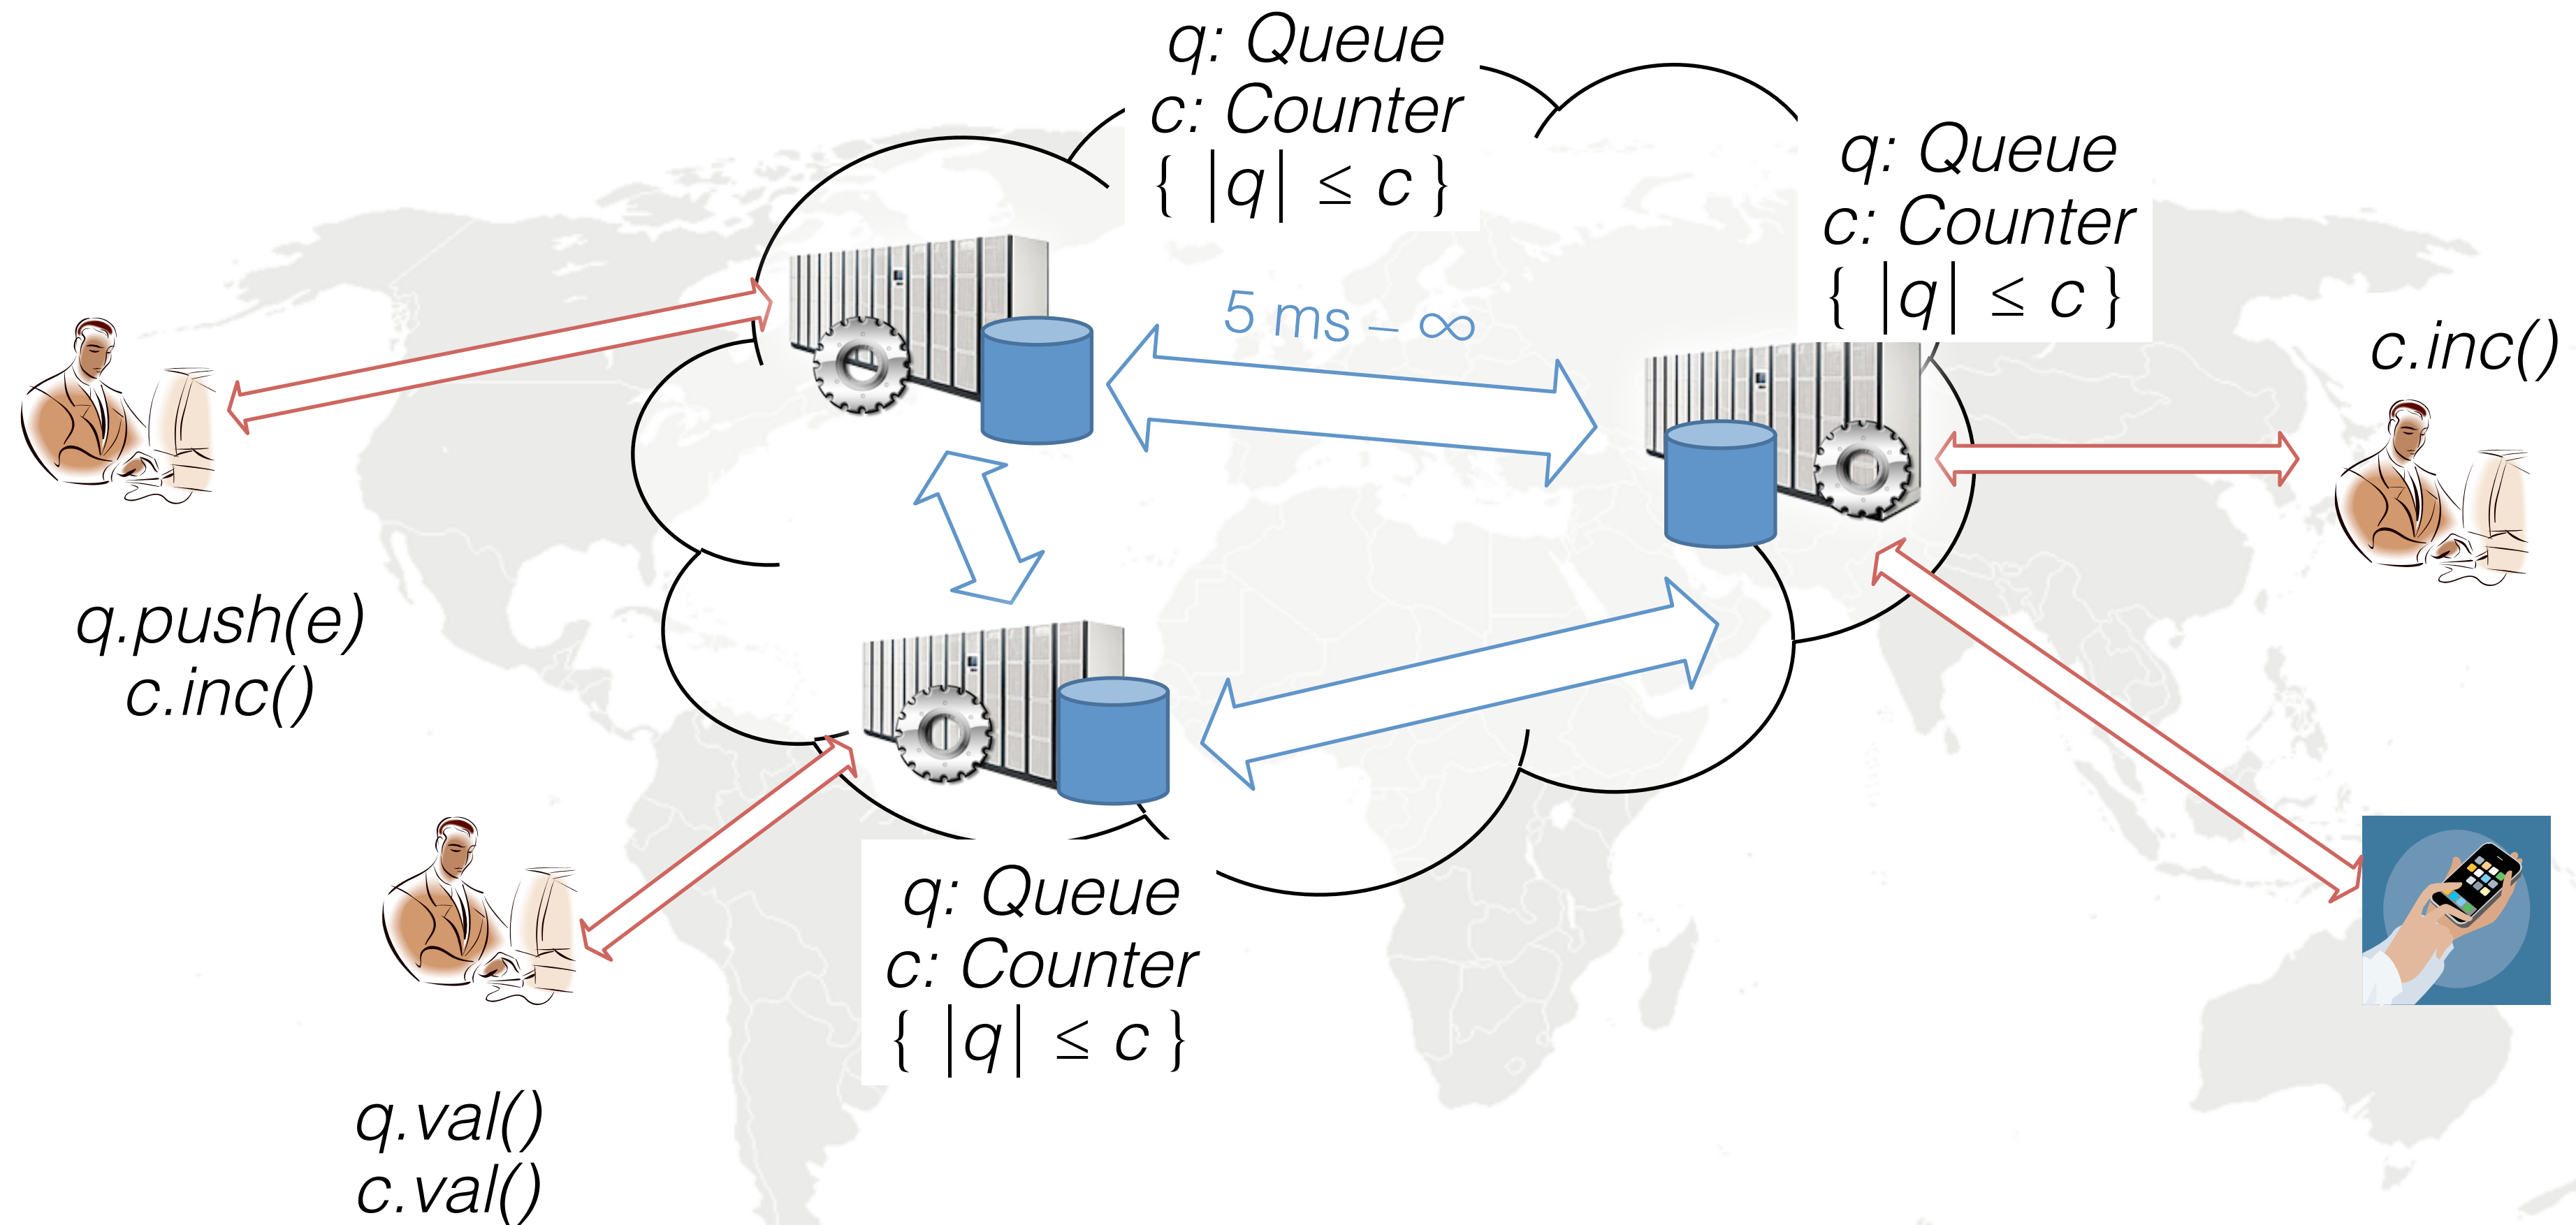 q: Queue
c: Counter
{ |q| ≤ c }
q: Queue
c: Counter
{ |q| ≤ c }
5 ms – ∞
c.inc()
q.push(e)
c.inc()
q: Queue
c: Counter
{ |q| ≤ c }
q.val()
c.val()